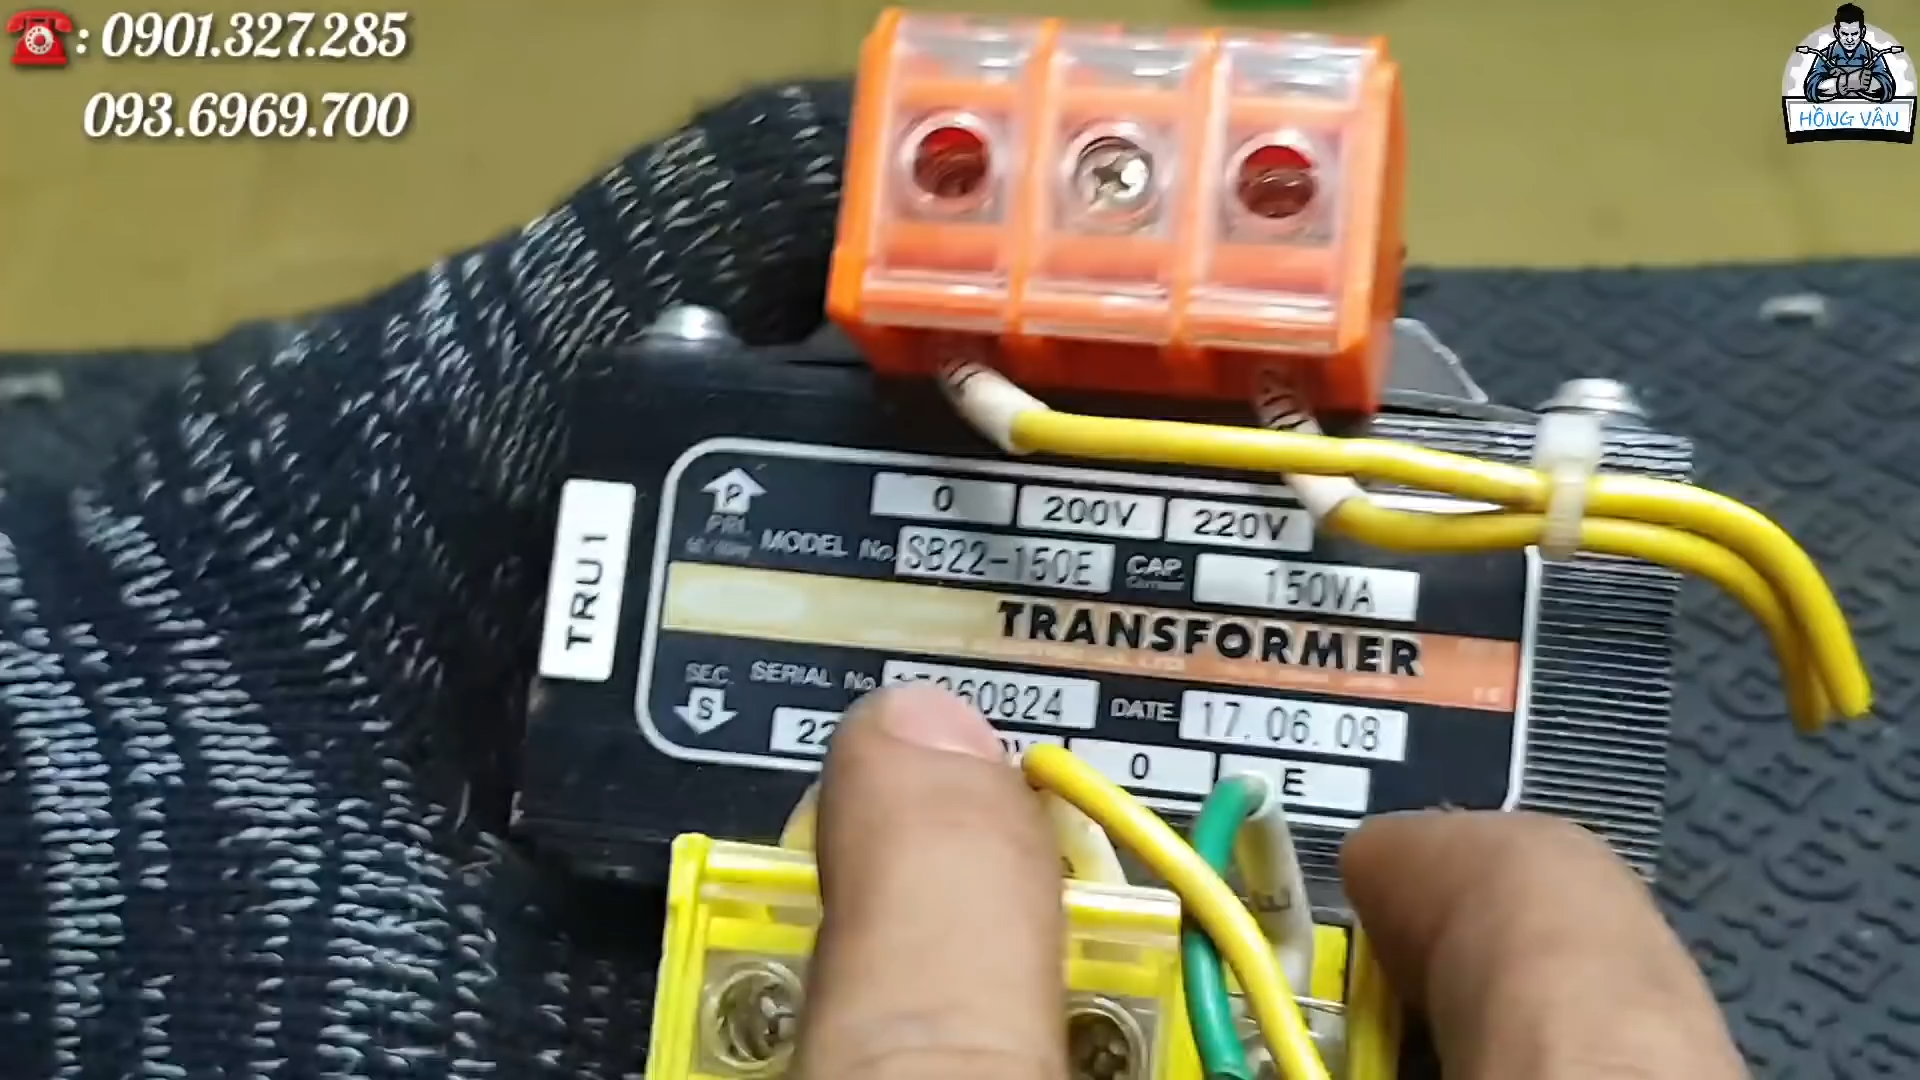 : 0901.327.285
093.6969.700
HỒNG VÂN
0 200V 220V
P
PRI.
MODEL No. SB22-150E CAP. 150VA
TRU1
TRANSFORMER
SEC. SERIAL No. 60824 DATE. 17.06.08
S
0 E